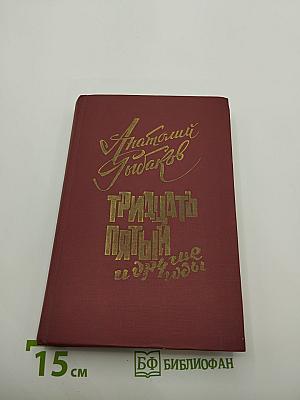 Анатолий
Рыбаков
ТРИДЦАТЬ
ПЯТЫЙ
и другие
годы
15 см
БФ БИБЛИОФАН